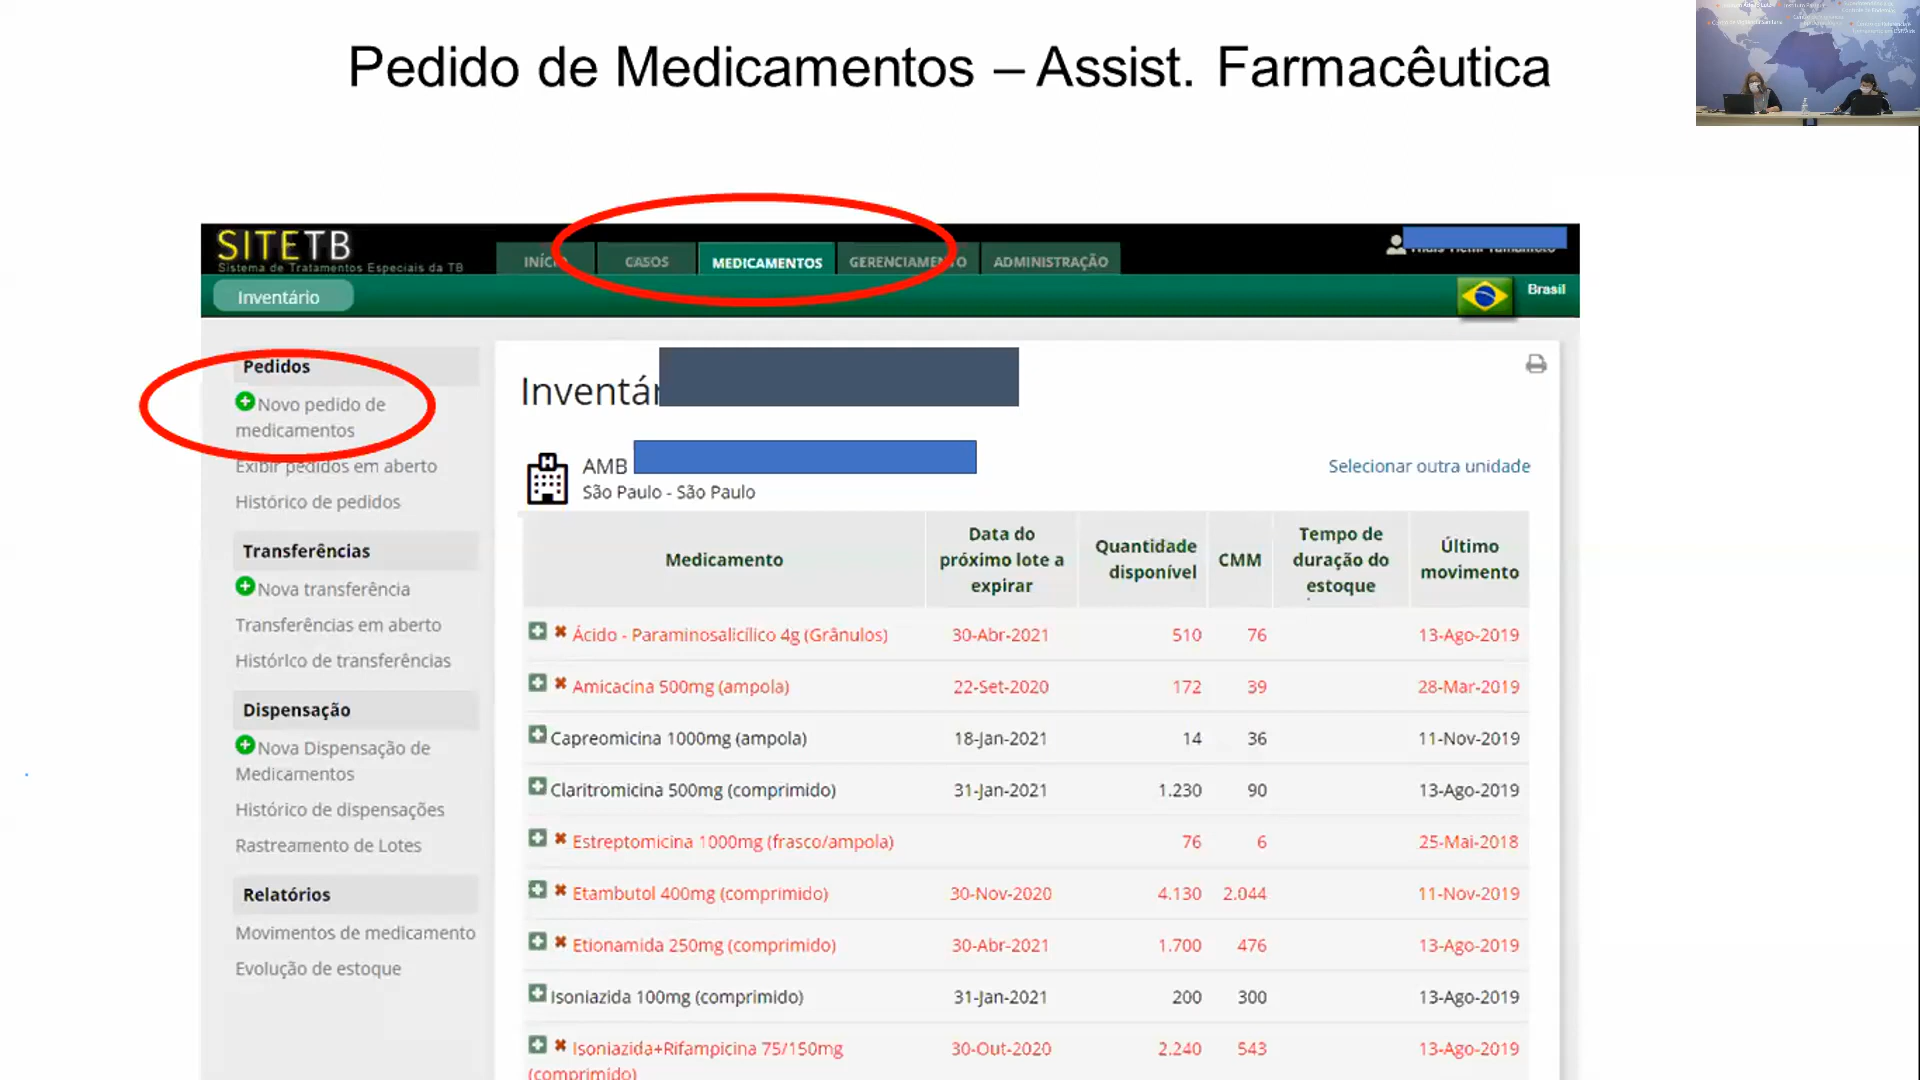 Pedido de Medicamentos – Assist. Farmacêutica
SITETB
Sistema de Tratamentos Especiais da TB
INÍCIO
CASOS
MEDICAMENTOS
GERENCIAMENTO
ADMINISTRAÇÃO
Inventário
Brasil
Pedidos
Novo pedido de
medicamentos
Exibir pedidos em aberto
Histórico de pedidos
Transferências
Nova transferência
Transferências em aberto
Histórico de transferências
Dispensação
Nova Dispensação de
Medicamentos
Histórico de dispensações
Rastreamento de Lotes
Relatórios
Movimentos de medicamento
Evolução de estoque
Inventár
AMB
São Paulo - São Paulo
Selecionar outra unidade
Medicamento
Data do
próximo lote a
expirar
Quantidade
disponível
CMM
Tempo de
duração do
estoque
Último
movimento
Ácido - Paraminosalicílico 4g (Grânulos) 30-Abr-2021 510 76 13-Ago-2019
Amicacina 500mg (ampola) 22-Set-2020 172 39 28-Mar-2019
Capreomicina 1000mg (ampola) 18-Jan-2021 14 36 11-Nov-2019
Claritromicina 500mg (comprimido) 31-Jan-2021 1.230 90 13-Ago-2019
Estreptomicina 1000mg (frasco/ampola) 76 6 25-Mai-2018
Etambutol 400mg (comprimido) 30-Nov-2020 4.130 2.044 11-Nov-2019
Etionamida 250mg (comprimido) 30-Abr-2021 1.700 476 13-Ago-2019
Isoniazida 100mg (comprimido) 31-Jan-2021 200 300 13-Ago-2019
Isoniazida+Rifampicina 75/150mg 30-Out-2020 2.240 543 13-Ago-2019
(comprimido)